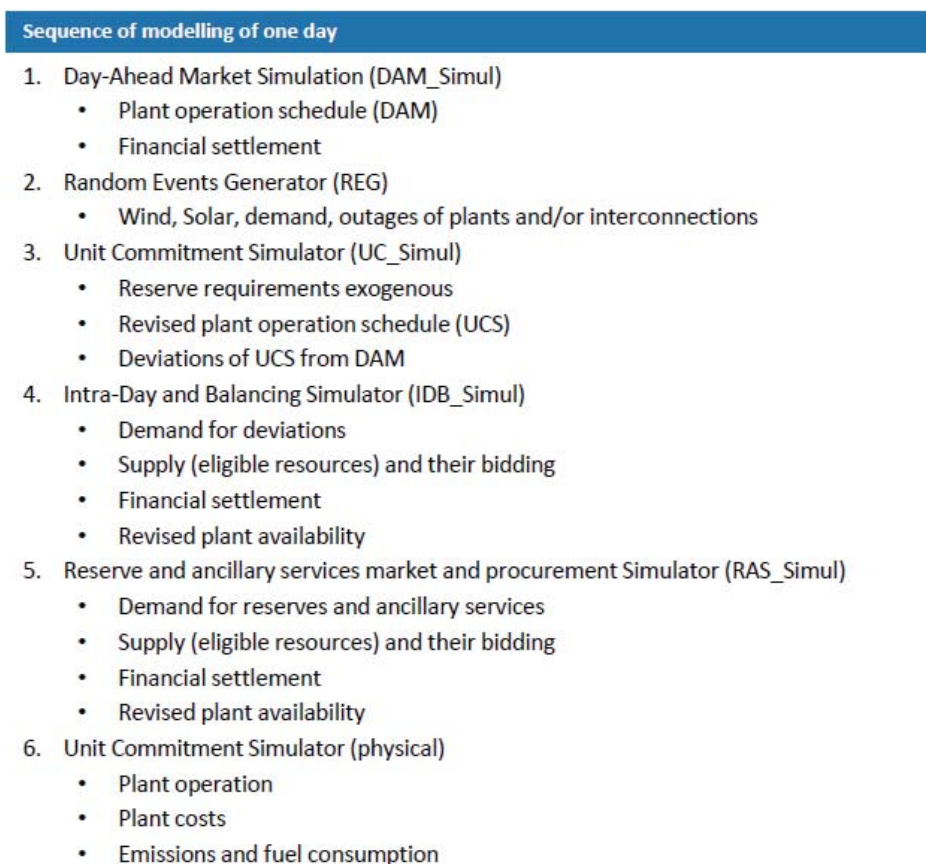 Sequence of modelling of one day
1. Day-Ahead Market Simulation (DAM_Simul)
• Plant operation schedule (DAM)
• Financial settlement
2. Random Events Generator (REG)
• Wind, Solar, demand, outages of plants and/or interconnections
3. Unit Commitment Simulator (UC_Simul)
• Reserve requirements exogenous
• Revised plant operation schedule (UCS)
• Deviations of UCS from DAM
4. Intra-Day and Balancing Simulator (IDB_Simul)
• Demand for deviations
• Supply (eligible resources) and their bidding
• Financial settlement
• Revised plant availability
5. Reserve and ancillary services market and procurement Simulator (RAS_Simul)
• Demand for reserves and ancillary services
• Supply (eligible resources) and their bidding
• Financial settlement
• Revised plant availability
6. Unit Commitment Simulator (physical)
• Plant operation
• Plant costs
• Emissions and fuel consumption